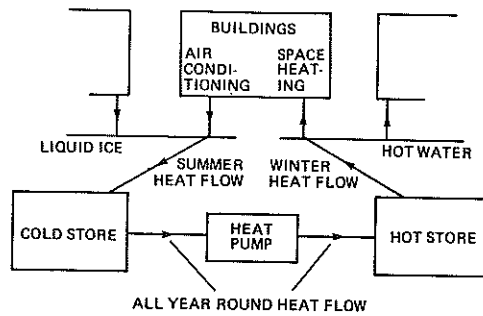 BUILDINGS
AIR
CONDI-
TIONING
SPACE
HEAT-
ING
LIQUID ICE
HOT WATER
SUMMER
HEAT FLOW
WINTER
HEAT FLOW
COLD STORE
HEAT
PUMP
HOT STORE
ALL YEAR ROUND HEAT FLOW